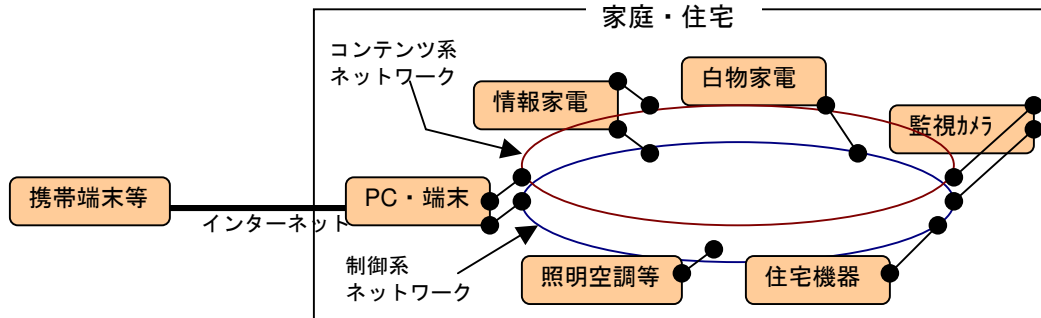 家庭・住宅
コンテンツ系
ネットワーク
情報家電
白物家電
監視ｶﾒﾗ
携帯端末等
インターネット
PC・端末
制御系
ネットワーク
照明空調等
住宅機器